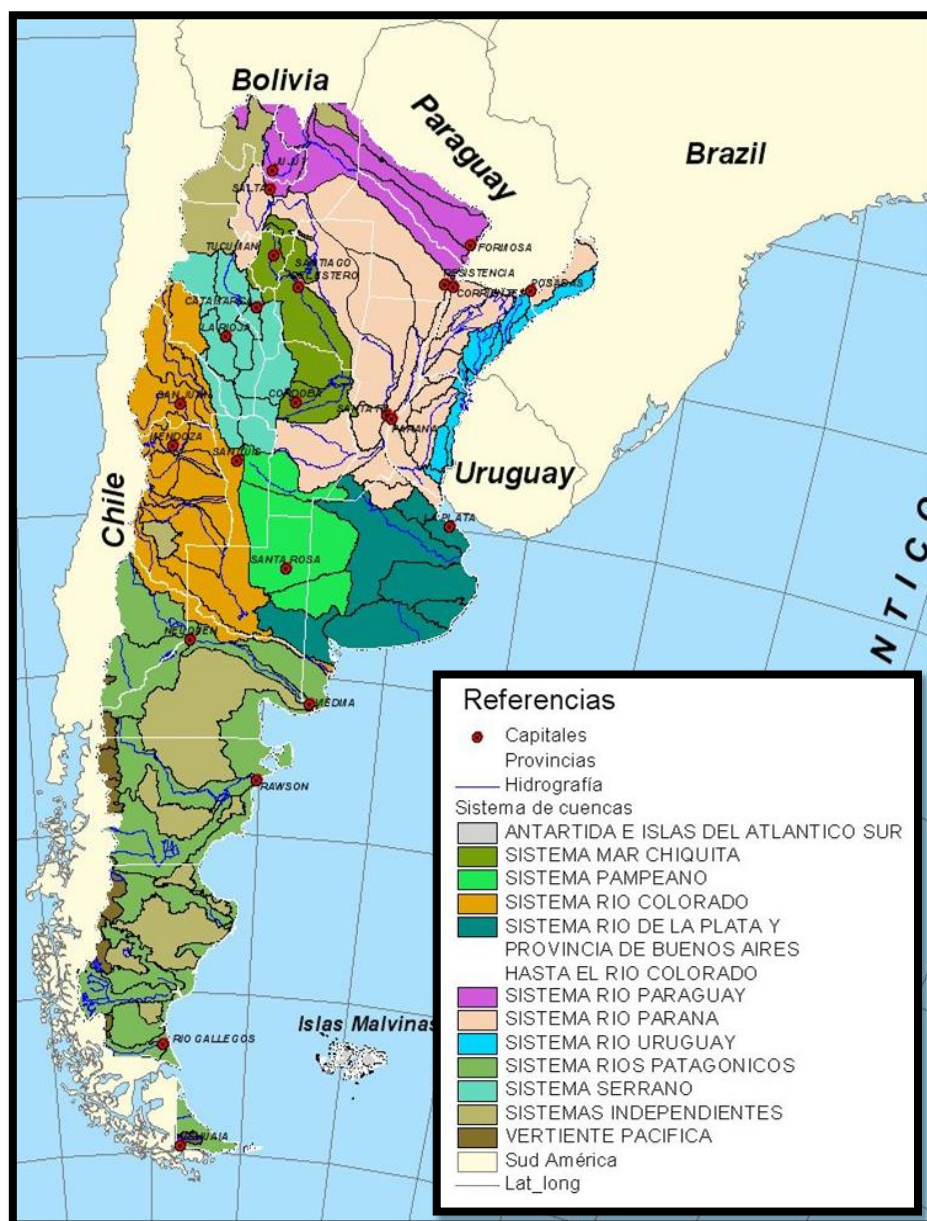 Bolivia
Paraguay
Brazil
JUJUY
SALTA
FORMOSA
TUCUMAN
SANTIAGO
RESISTENCIA
CORRIENTES
POSADAS
CATAMARCA
LA RIOJA
SAN JUAN
CORDOBA
SANTA FE
PARANA
MENDOZA
SAN LUIS
Uruguay
Chile
LA PLATA
SANTA ROSA
NEUQUEN
VIEDMA
RAWSON
NTIC
Islas Malvinas
RIO GALLEGOS
USHUAIA
Referencias
Capitales
Provincias
Hidrografía
Sistema de cuencas
ANTARTIDA E ISLAS DEL ATLANTICO SUR
SISTEMA MAR CHIQUITA
SISTEMA PAMPEANO
SISTEMA RIO COLORADO
SISTEMA RIO DE LA PLATA Y
PROVINCIA DE BUENOS AIRES
HASTA EL RIO COLORADO
SISTEMA RIO PARAGUAY
SISTEMA RIO PARANA
SISTEMA RIO URUGUAY
SISTEMA RIOS PATAGONICOS
SISTEMA SERRANO
SISTEMAS INDEPENDIENTES
VERTIENTE PACIFICA
Sud América
Lat_long